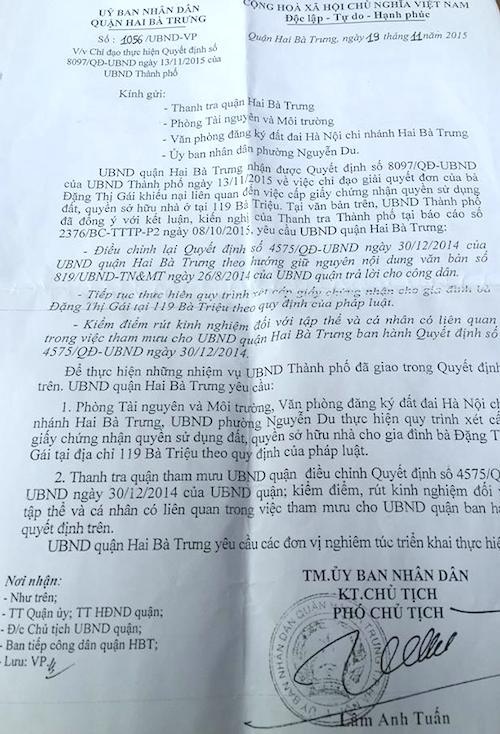 ỦY BAN NHÂN DÂN
QUẬN HAI BÀ TRƯNG
CỘNG HOÀ XÃ HỘI CHỦ NGHĨA VIỆT NAM
Độc lập - Tự do - Hạnh phúc
Số : 1056 /UBND-VP
V/v Chỉ đạo thực hiện Quyết định số
8097/QĐ-UBND ngày 13/11/2015 của
UBND Thành phố
Quận Hai Bà Trưng, ngày 19 tháng 11 năm 2015
Kính gửi:
- Thanh tra quận Hai Bà Trưng
- Phòng Tài nguyên và Môi trường
- Văn phòng đăng ký đất đai Hà Nội chi nhánh Hai Bà Trưng
- Ủy ban nhân dân phường Nguyễn Du.
UBND quận Hai Bà Trưng nhận được Quyết định số 8097/QĐ-UBND
của UBND Thành phố ngày 13/11/2015 về việc chỉ đạo giải quyết đơn của bà
Đặng Thị Gái khiếu nại liên quan đến việc cấp giấy chứng nhận quyền sử dụng
đất, quyền sở hữu nhà ở tại 119 Bà Triệu. Tại văn bản trên, UBND Thành phố
đã đồng ý với kết luận, kiến nghị của Thanh tra Thành phố tại báo cáo số
2376/BC-TTTP-P2 ngày 08/10/2015, yêu cầu UBND quận Hai Bà Trưng:
- Điều chỉnh lại Quyết định số 4575/QĐ-UBND ngày 30/12/2014 của
UBND quận Hai Bà Trưng theo hướng giữ nguyên nội dung văn bản số
819/UBND-TN&MT ngày 26/8/2014 của UBND quận trả lời cho công dân.
- Tiếp tục thực hiện quy trình xét cấp giấy chứng nhận cho gia đình bà
Đặng Thị Gái tại 119 Bà Triệu theo quy định của pháp luật.
- Kiểm điểm rút kinh nghiệm đối với tập thể và cá nhân có liên quan
trong việc tham mưu cho UBND quận Hai Bà Trưng ban hành Quyết định số
4575/QĐ-UBND ngày 30/12/2014.
Để thực hiện những nhiệm vụ UBND Thành phố đã giao trong Quyết định
trên. UBND quận Hai Bà Trưng yêu cầu:
1. Phòng Tài nguyên và Môi trường, Văn phòng đăng ký đất đai Hà Nội ch
nhánh Hai Bà Trưng, UBND phường Nguyễn Du thực hiện quy trình xét cấ
giấy chứng nhận quyền sử dụng đất, quyền sở hữu nhà cho gia đình bà Đặng T
Gái tại địa chỉ 119 Bà Triệu theo quy định của pháp luật.
2. Thanh tra quận tham mưu UBND quận điều chỉnh Quyết định số 4575/Q
UBND ngày 30/12/2014 của UBND quận; kiểm điểm, rút kinh nghiệm đối
tập thể và cá nhân có liên quan trong việc tham mưu cho UBND quận ban hà
quyết định trên.
UBND quận Hai Bà Trưng yêu cầu các đơn vị nghiêm túc triển khai thực hiệ
Nơi nhận:
- Như trên;
- TT Quận ủy; TT HĐND quận;
- Đ/c Chủ tịch UBND quận;
- Ban tiếp công dân quận HBT;
- Lưu: VP
TM.ỦY BAN NHÂN DÂN
KT.CHỦ TỊCH
PHÓ CHỦ TỊCH
Lâm Anh Tuấn